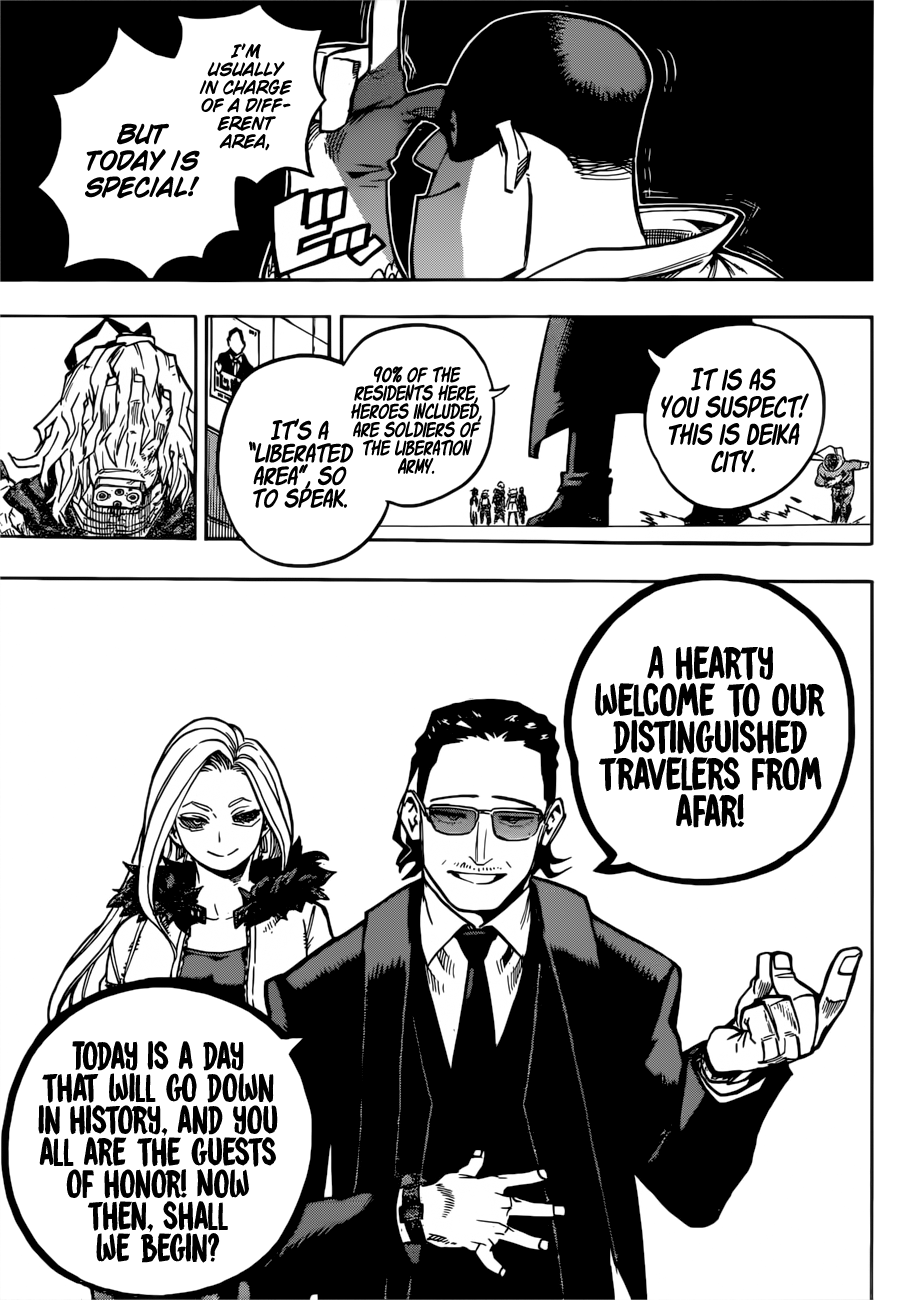 I'M
USUALLY
IN CHARGE
OF A DIFF-
ERENT
AREA,
BUT
TODAY IS
SPECIAL!
ビッ
IT IS AS
YOU SUSPECT!
THIS IS DEIKA
CITY.
90% OF THE
RESIDENTS HERE,
HEROES INCLUDED,
ARE SOLDIERS OF
THE LIBERATION
ARMY.
IT'S A
"LIBERATED
AREA", SO
TO SPEAK.
A HEARTY
WELCOME TO OUR
DISTINGUISHED
TRAVELERS FROM
AFAR!
TODAY IS A DAY
THAT WILL GO DOWN
IN HISTORY, AND YOU
ALL ARE THE GUESTS
OF HONOR! NOW
THEN, SHALL
WE BEGIN?